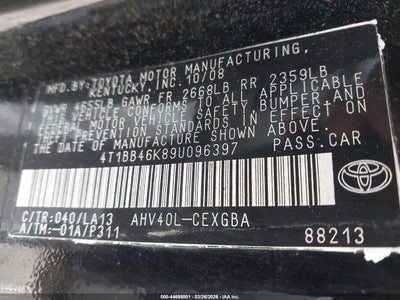 MFD. BY: TOYOTA MOTOR MANUFACTURING,
KENTUCKY, INC. 10/08
GVWR 4655LB GAWR FR 2668LB RR 2359LB
THIS VEHICLE CONFORMS TO ALL APPLICABLE
FEDERAL MOTOR VEHICLE SAFETY, BUMPER, AND
THEFT PREVENTION STANDARDS IN EFFECT ON
THE DATE OF MANUFACTURE SHOWN ABOVE.
4T1BB46K89U096397 PASS.CAR
TOYOTA
C/TR:040/LA13 AHV40L-CEXGBA
A/TM:-01A/P311 88213
000-44698001 - 03/26/2026 - IAAI.COM